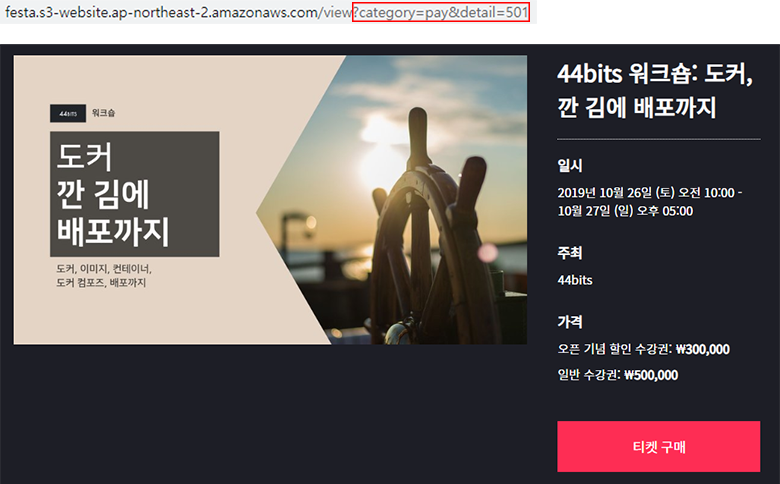 festa.s3-website.ap-northeast-2.amazonaws.com/view?category=pay&detail=501
44BITS 워크숍
도커
깐 김에
배포까지
도커, 이미지, 컨테이너,
도커 컴포즈, 배포까지
44bits 워크숍: 도커,
깐 김에 배포까지
일시
2019년 10월 26일 (토) 오전 10:00 -
10월 27일 (일) 오후 05:00
주최
44bits
가격
오픈 기념 할인 수강권: ₩300,000
일반 수강권: ₩500,000
티켓 구매